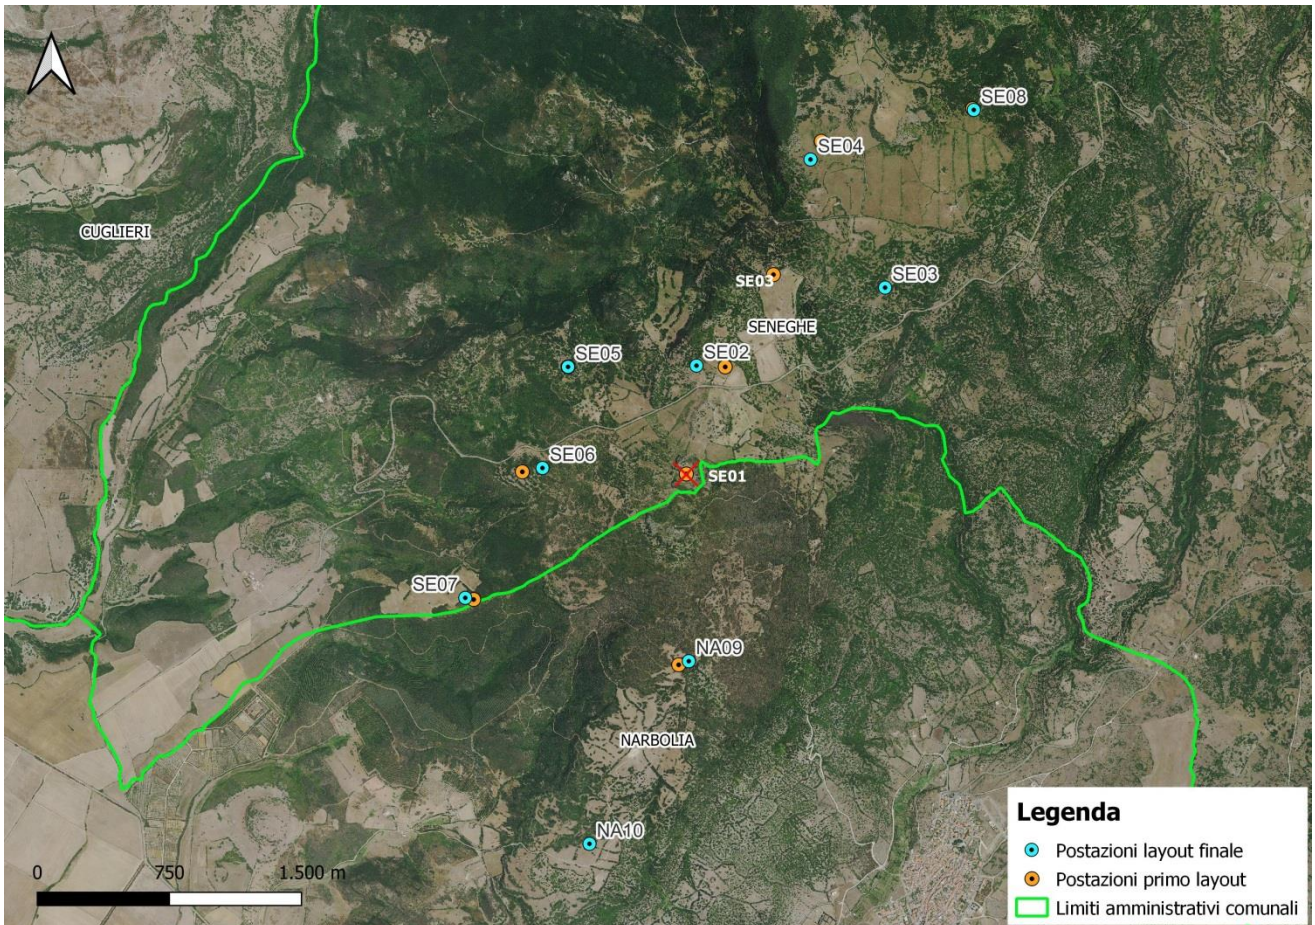 SE08
SE04
CUGLIERI
SE03
SE03
SENEGHE
SE05
SE02
SE06
SE01
SE07
NA09
NARBOLIA
NA10
0 750 1.500 m
Legenda
Postazioni layout finale
Postazioni primo layout
Limiti amministrativi comunali